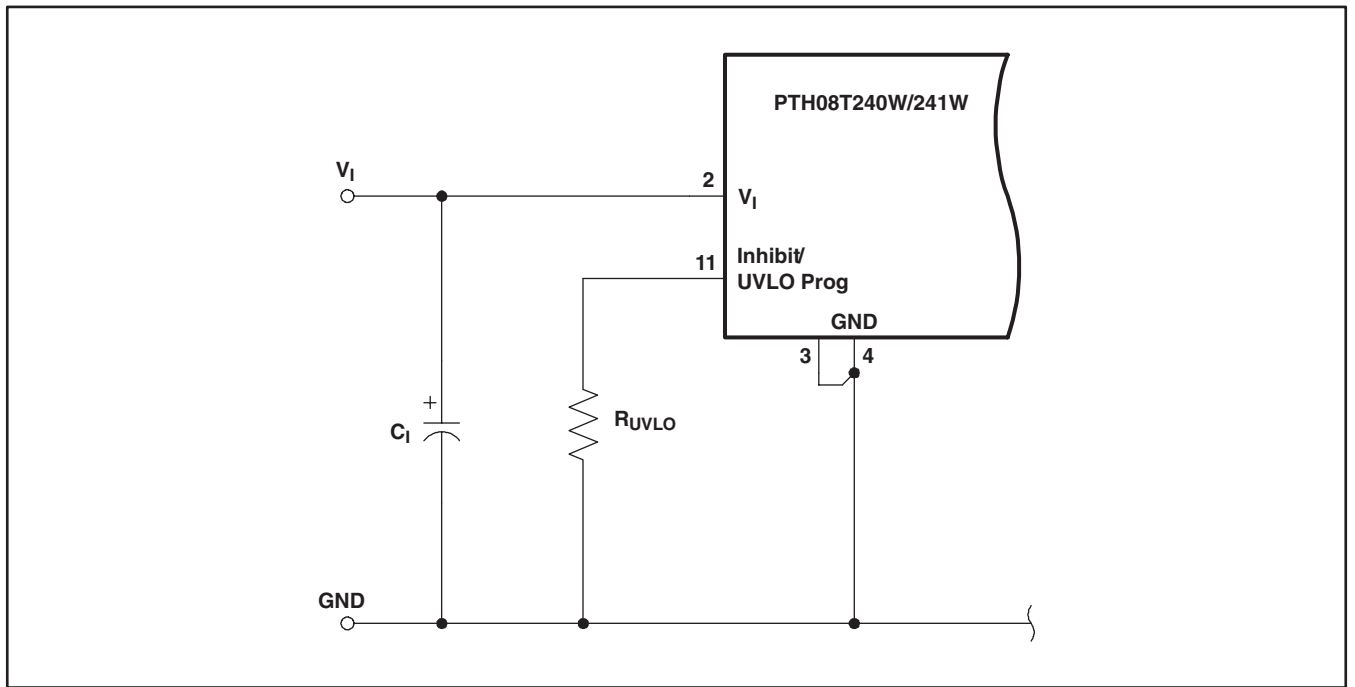 PTH08T240W/241W
VI
2
VI
11
Inhibit/
UVLO Prog
GND
3
4
+
CI
RUVLO
GND